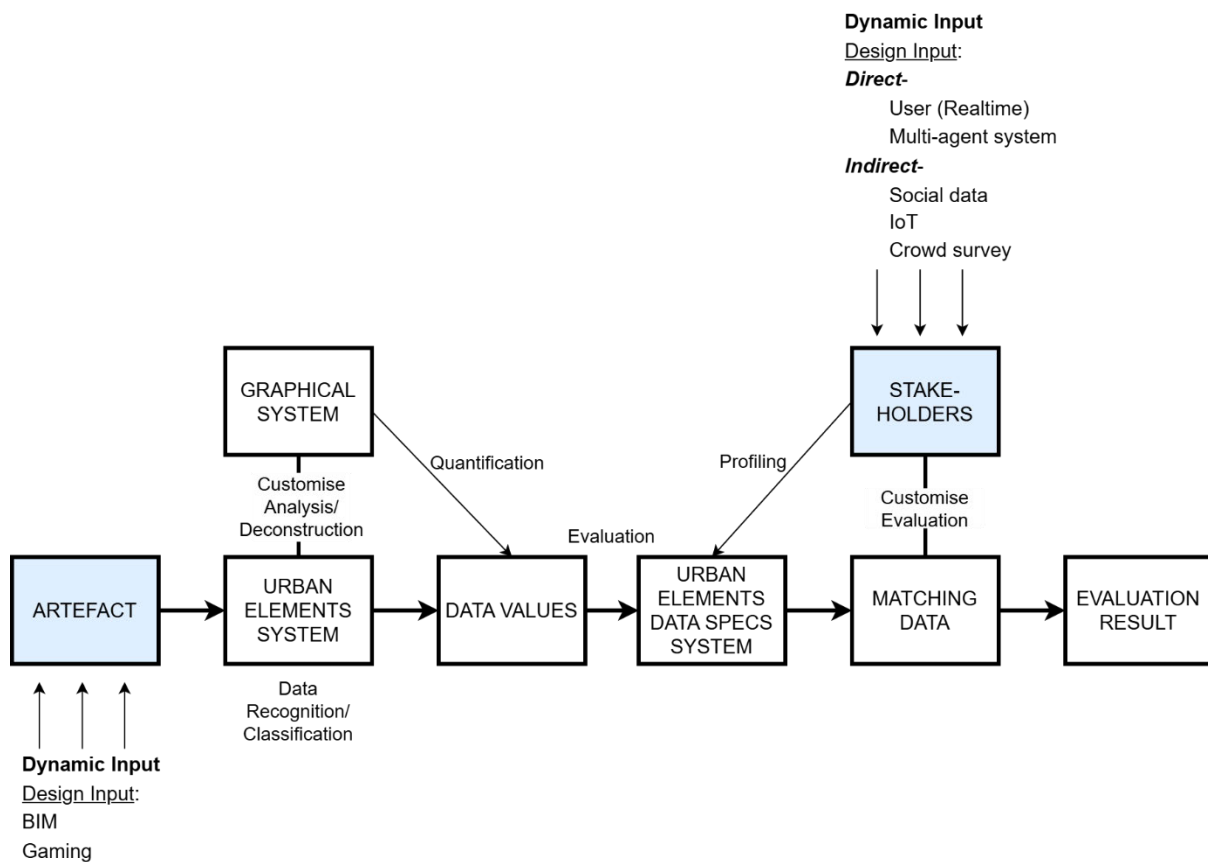 Dynamic Input
Design Input:
Direct-
User (Realtime)
Multi-agent system
Indirect-
Social data
IoT
Crowd survey
GRAPHICAL
SYSTEM
STAKE-
HOLDERS
Quantification
Profiling
Customise
Analysis/
Deconstruction
Customise
Evaluation
Evaluation
ARTEFACT
URBAN
ELEMENTS
SYSTEM
DATA VALUES
URBAN
ELEMENTS
DATA SPECS
SYSTEM
MATCHING
DATA
EVALUATION
RESULT
Data
Recognition/
Classification
Dynamic Input
Design Input:
BIM
Gaming